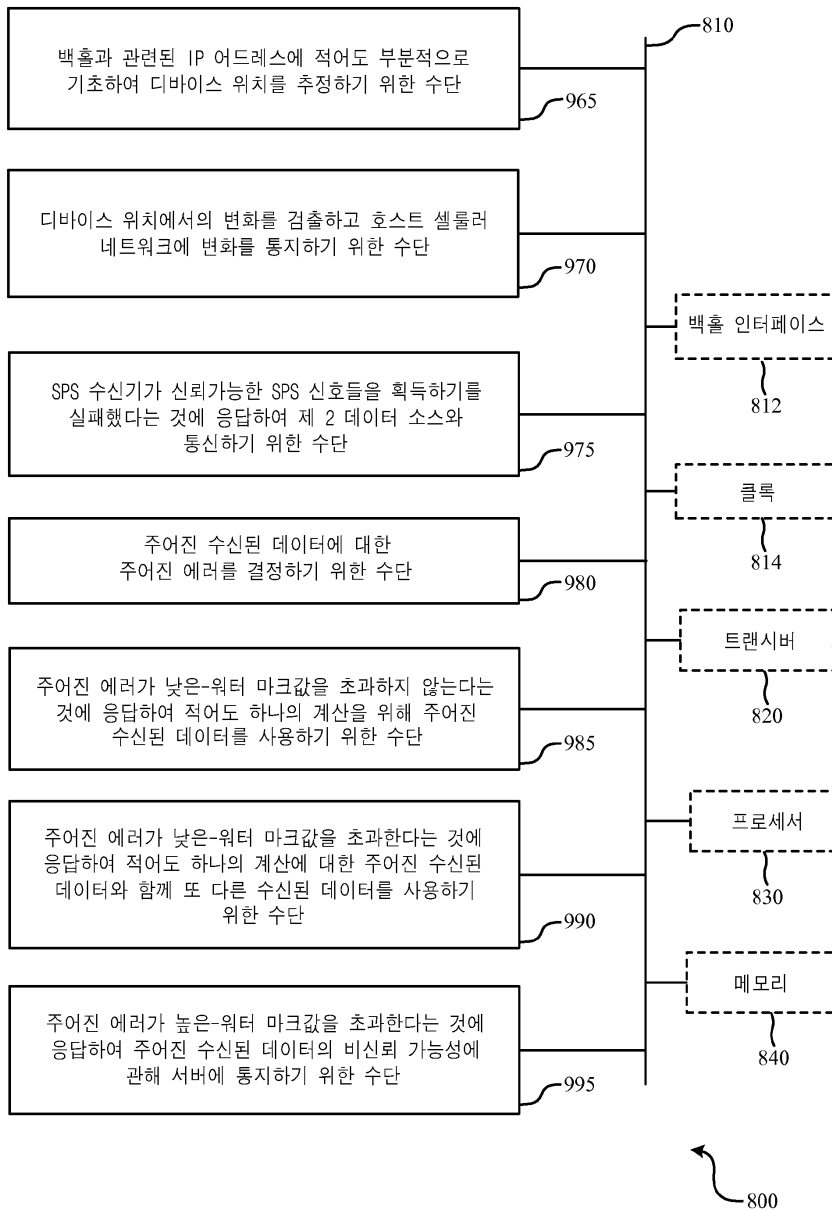 810
백홀과 관련된 IP 어드레스에 적어도 부분적으로
기초하여 디바이스 위치를 추정하기 위한 수단
965
디바이스 위치에서의 변화를 검출하고 호스트 셀룰러
네트워크에 변화를 통지하기 위한 수단
970
백홀 인터페이스
812
SPS 수신기가 신뢰가능한 SPS 신호들을 획득하기를
실패했다는 것에 응답하여 제 2 데이터 소스와
통신하기 위한 수단
975
클록
814
주어진 수신된 데이터에 대한
주어진 에러를 결정하기 위한 수단
980
트랜시버
820
주어진 에러가 낮은-워터 마크값을 초과하지 않는다는
것에 응답하여 적어도 하나의 계산을 위해 주어진
수신된 데이터를 사용하기 위한 수단
985
프로세서
830
주어진 에러가 낮은-워터 마크값을 초과한다는 것에
응답하여 적어도 하나의 계산에 대한 주어진 수신된
데이터와 함께 또 다른 수신된 데이터를 사용하기
위한 수단
990
메모리
840
주어진 에러가 높은-워터 마크값을 초과한다는 것에
응답하여 주어진 수신된 데이터의 비신뢰 가능성에
관해 서버에 통지하기 위한 수단
995
800